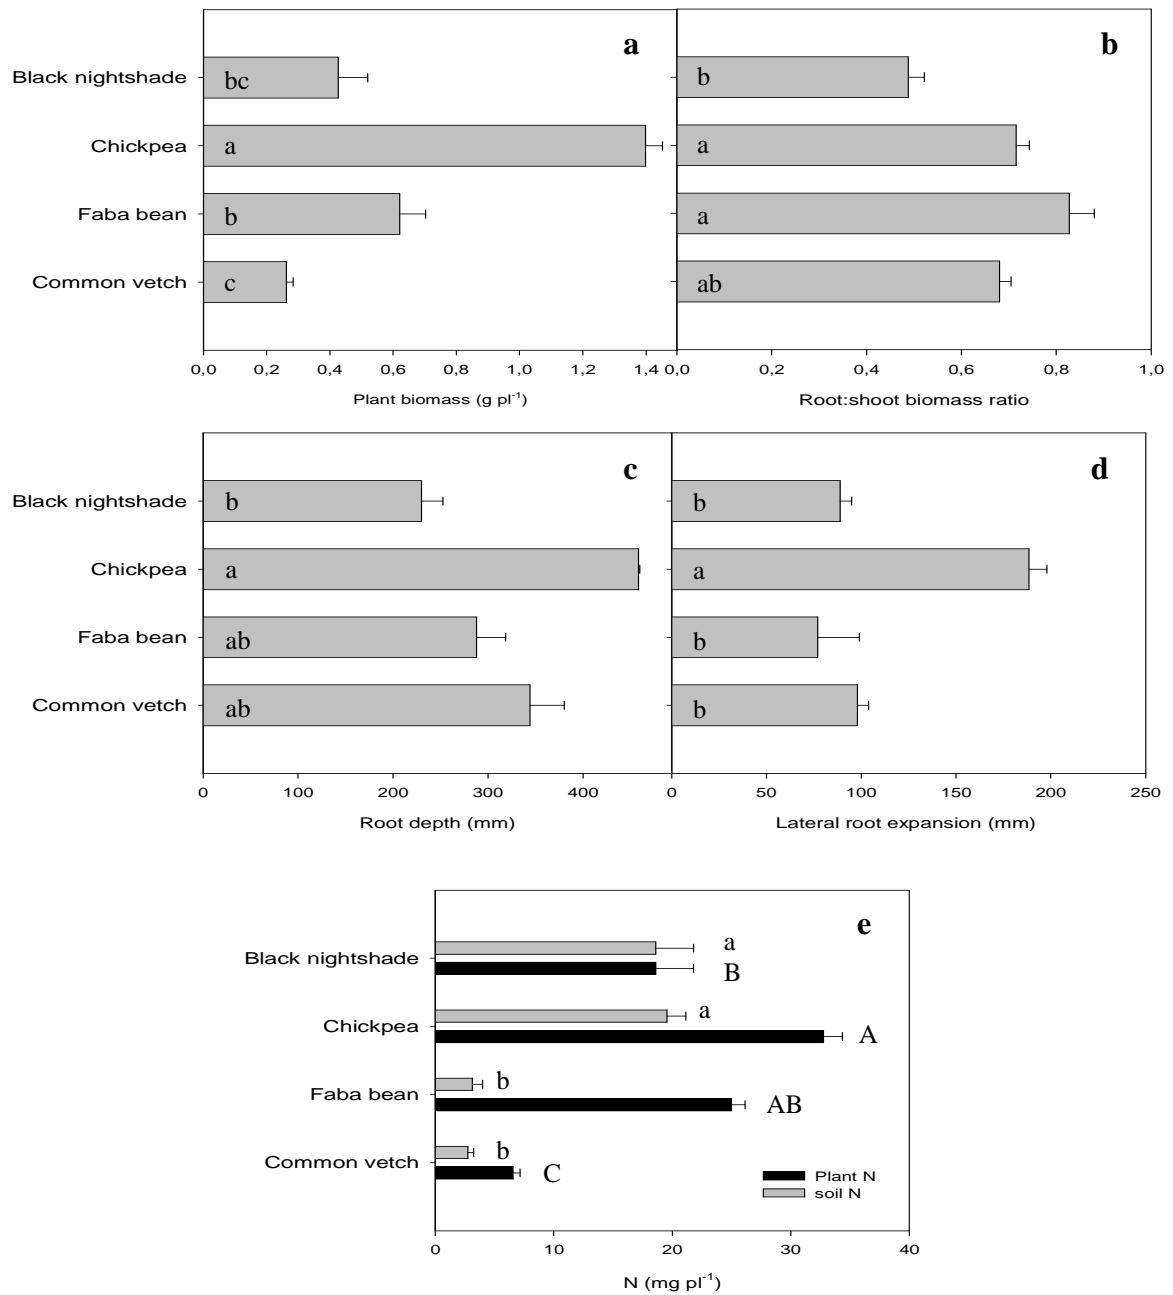 a
b
Black nightshade
bc
b
Chickpea
a
a
Faba bean
b
a
Common vetch
c
ab
0,0 0,2 0,4 0,6 0,8 1,0 1,2 1,4 0,0 0,2 0,4 0,6 0,8 1,0
Plant biomass (g pl-1)
Root:shoot biomass ratio
c
d
Black nightshade
b
b
Chickpea
a
a
Faba bean
ab
b
Common vetch
ab
b
0 100 200 300 400 0 50 100 150 200 250
Root depth (mm)
Lateral root expansion (mm)
e
Black nightshade
a
B
Chickpea
a
A
Faba bean
b
AB
Common vetch
b
C
Plant N
soil N
0 10 20 30 40
N (mg pl-1)